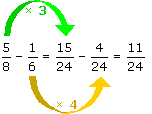 × 3
5/8 − 1/6 = 15/24 − 4/24 = 11/24
× 4